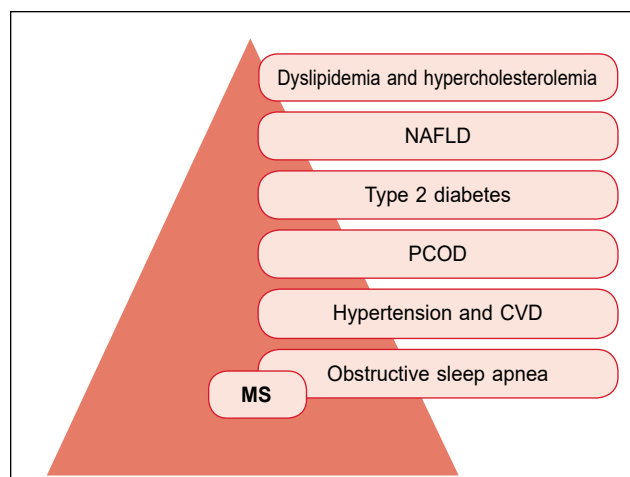 Dyslipidemia and hypercholesterolemia
NAFLD
Type 2 diabetes
PCOD
Hypertension and CVD
Obstructive sleep apnea
MS